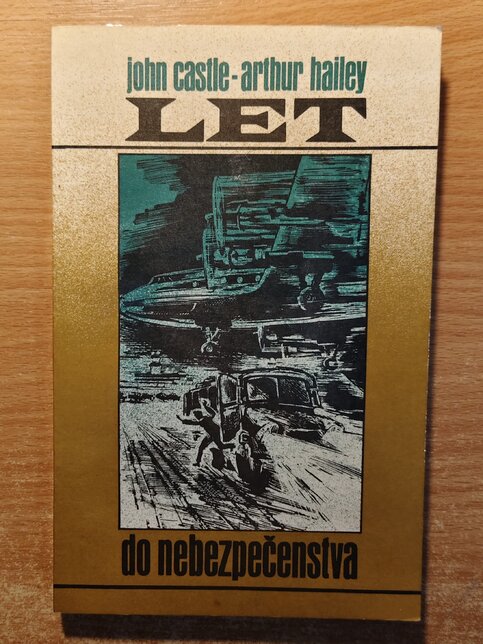 john castle-arthur hailey
LET
do nebezpečenstva